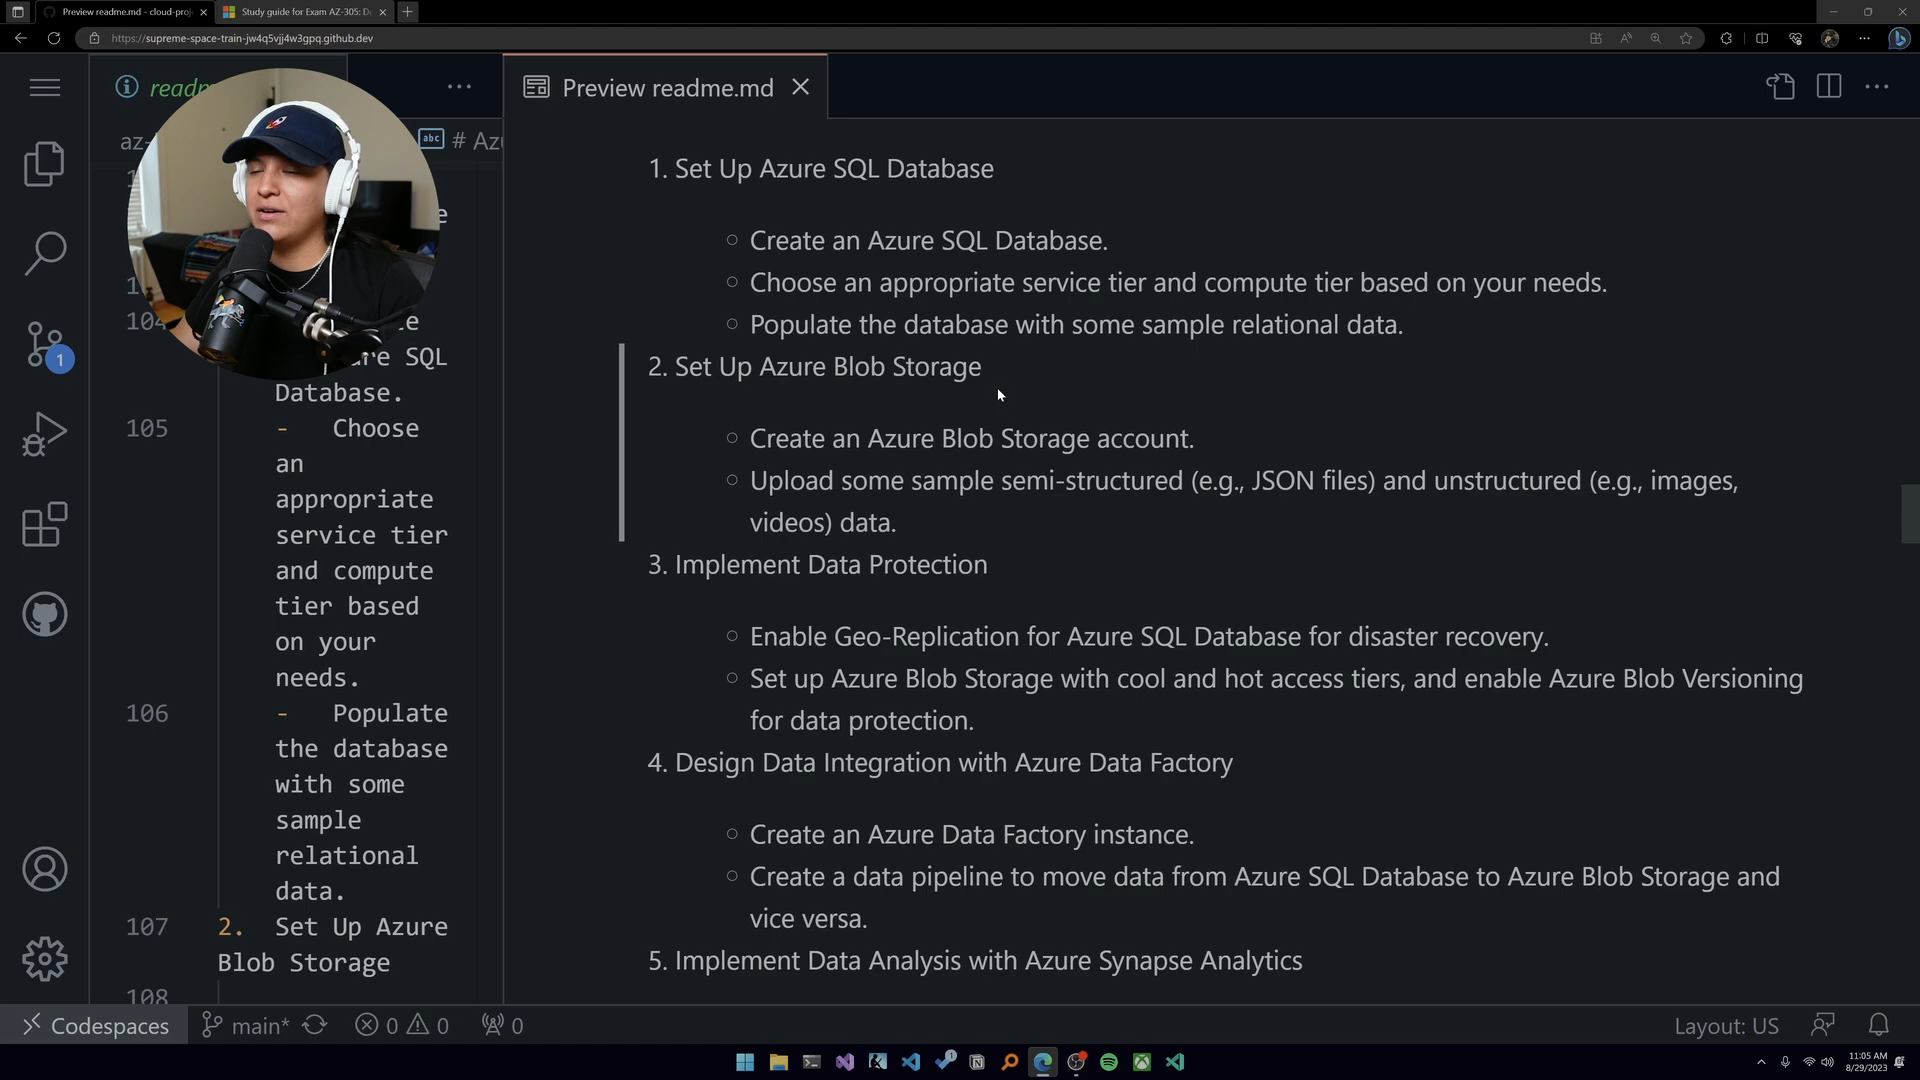 Preview readme.md - cloud-proj
Study guide for Exam AZ-305: De
https://supreme-space-train-jw4q5vjj4w3gpq.github.dev
Preview readme.md
abc # Azu
104
SQL
Database.
105 - Choose
an
appropriate
service tier
and compute
tier based
on your
needs.
106 - Populate
the database
with some
sample
relational
data.
107 2. Set Up Azure
Blob Storage
108
1. Set Up Azure SQL Database
Create an Azure SQL Database.
Choose an appropriate service tier and compute tier based on your needs.
Populate the database with some sample relational data.
2. Set Up Azure Blob Storage
Create an Azure Blob Storage account.
Upload some sample semi-structured (e.g., JSON files) and unstructured (e.g., images,
videos) data.
3. Implement Data Protection
Enable Geo-Replication for Azure SQL Database for disaster recovery.
Set up Azure Blob Storage with cool and hot access tiers, and enable Azure Blob Versioning
for data protection.
4. Design Data Integration with Azure Data Factory
Create an Azure Data Factory instance.
Create a data pipeline to move data from Azure SQL Database to Azure Blob Storage and
vice versa.
5. Implement Data Analysis with Azure Synapse Analytics
1
Codespaces main* 0 0 0 Layout: US
11:05 AM
8/29/2023